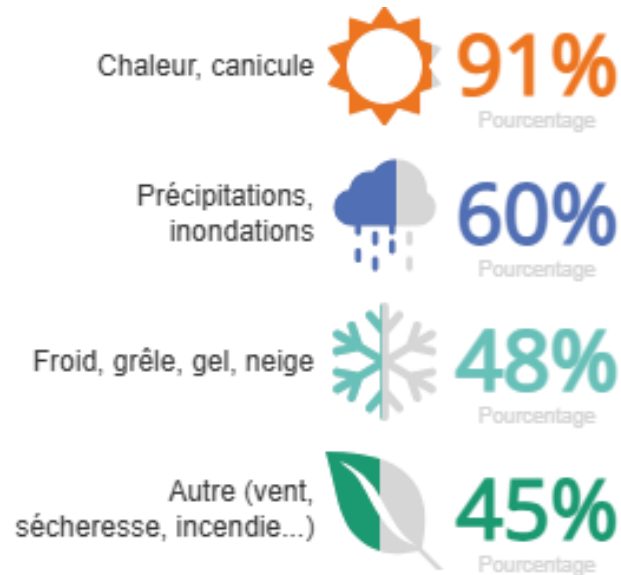 Chaleur, canicule
91%
Pourcentage
Précipitations,
inondations
60%
Pourcentage
Froid, grêle, gel, neige
48%
Pourcentage
Autre (vent,
sécheresse, incendie...)
45%
Pourcentage